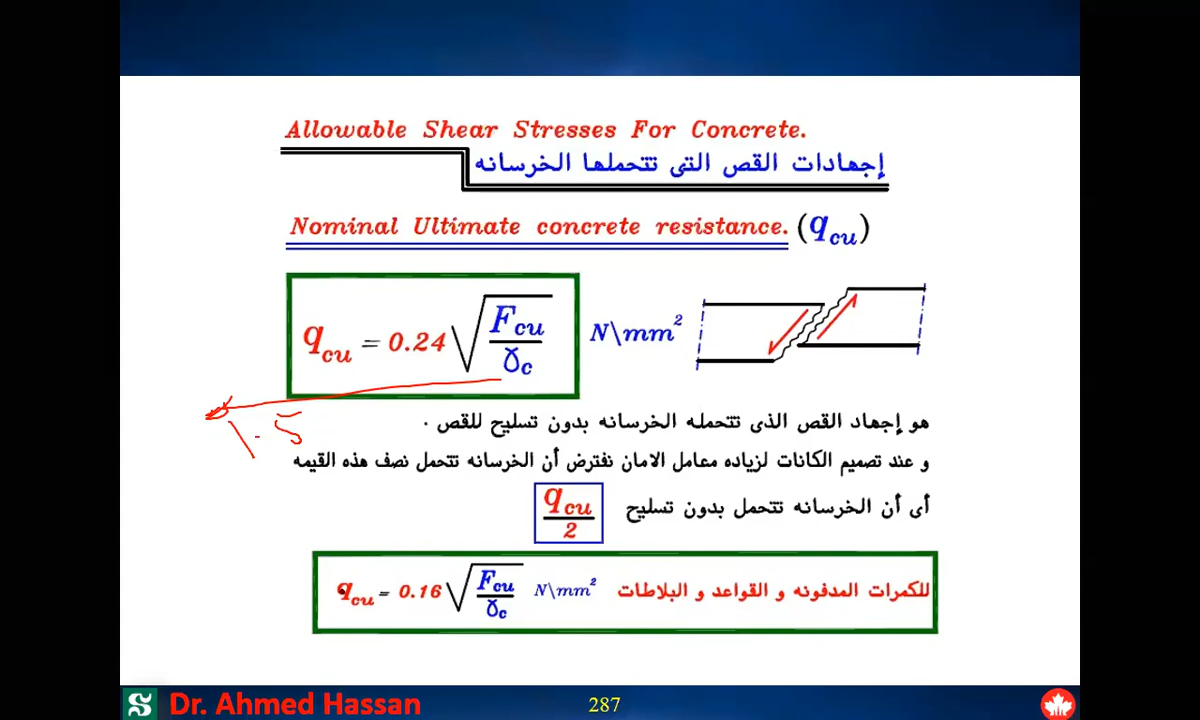 Allowable Shear Stresses For Concrete.
إجهادات القص التى تتحملها الخرسانه
Nominal Ultimate concrete resistance. (qcu)
qcu = 0.24 √(Fcu/γc) N\mm²
1.5
هو إجهاد القص الذى تتحمله الخرسانه بدون تسليح للقص .
و عند تصميم الكانات لزياده معامل الامان نفترض أن الخرسانه تتحمل نصف هذه القيمه
أى أن الخرسانه تتحمل بدون تسليح qcu/2
qcu = 0.16 √(Fcu/γc) N\mm² للكمرات المدفونه و القواعد و البلاطات
Dr. Ahmed Hassan
287